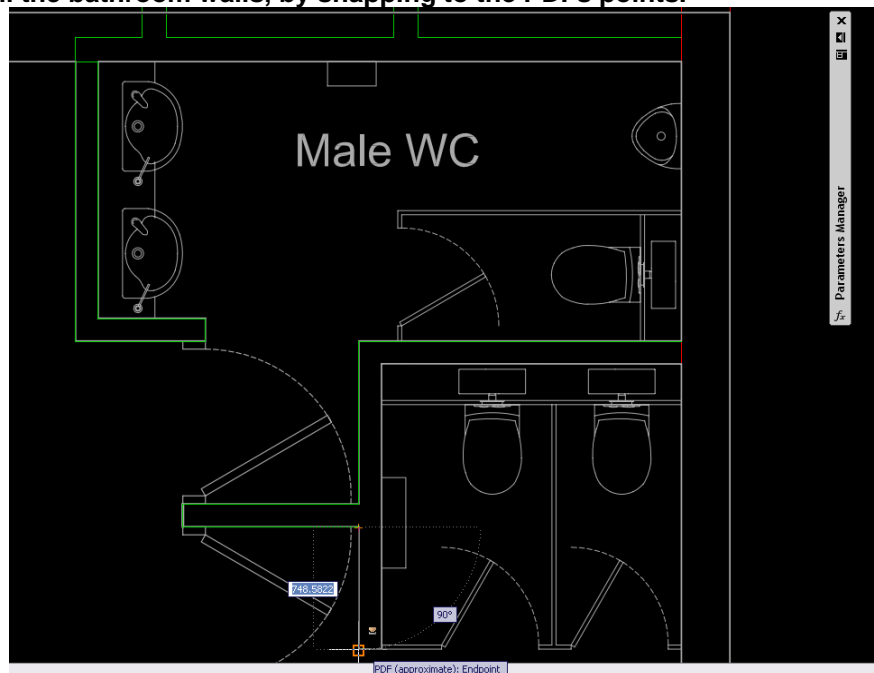 the bathroom walls, by snapping to the PDF's points.
Male WC
Parameters Manager
748.5822
90°
PDF (approximate): Endpoint